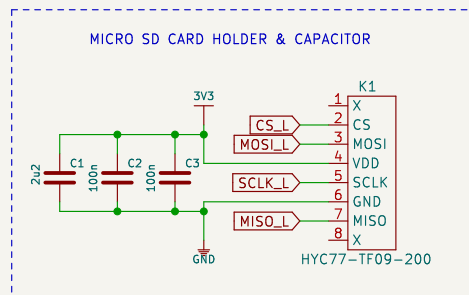 MICRO SD CARD HOLDER & CAPACITOR
K1
3V3
1 X
CS_L 2 CS
MOSI_L 3 MOSI
4 VDD
2u2 C1 100n C2 100n C3
SCLK_L 5 SCLK
6 GND
MISO_L 7 MISO
8 X
GND
HYC77-TF09-200